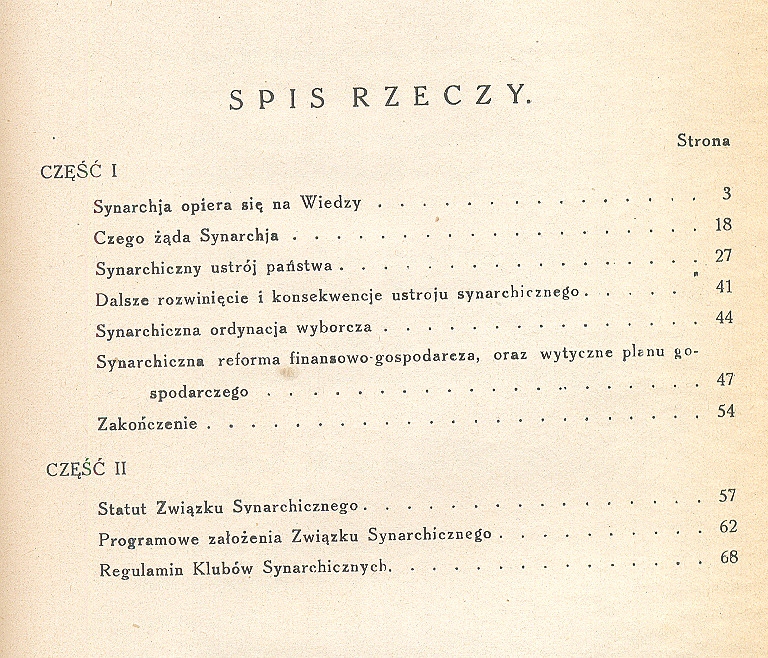 SPIS RZECZY.
Strona
CZĘŚĆ I
Synarchja opiera się na Wiedzy . . . . . . . . . . . . . . . 3
Czego żąda Synarchja . . . . . . . . . . . . . . . . . . . 18
Synarchiczny ustrój państwa . . . . . . . . . . . . . . . . . 27
Dalsze rozwinięcie i konsekwencje ustroju synarchicznego . . . . . 41
Synarchiczna ordynacja wyborcza . . . . . . . . . . . . . . . 44
Synarchiczna reforma finansowo-gospodarcza, oraz wytyczne planu go-
spodarczego . . . . . . . . . . . . . . . 47
Zakończenie . . . . . . . . . . . . . . . . . . . . . . 54
CZĘŚĆ II
Statut Związku Synarchicznego . . . . . . . . . . . . . . . . 57
Programowe założenia Związku Synarchicznego . . . . . . . . . . 62
Regulamin Klubów Synarchicznych . . . . . . . . . . . . . . . 68